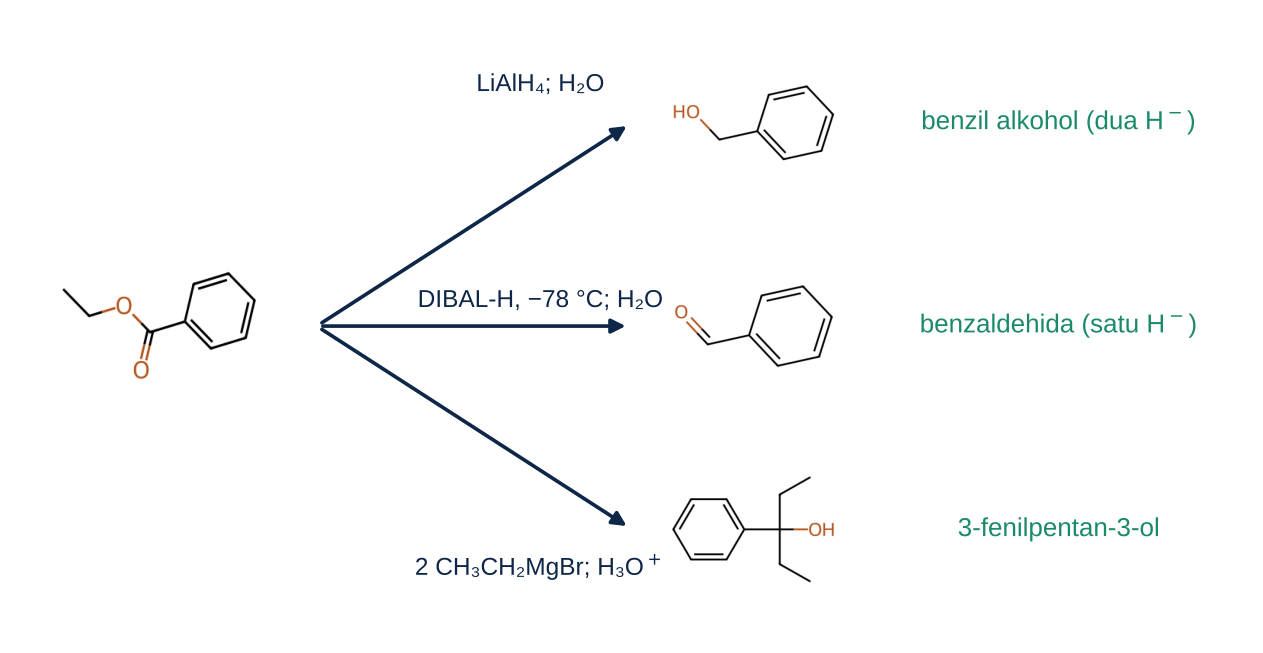 LiAlH₄; H₂O
HO
benzil alkohol (dua H⁻)
DIBAL-H, −78 °C; H₂O
O
benzaldehida (satu H⁻)
O
O
2 CH₃CH₂MgBr; H₃O⁺
OH
3-fenilpentan-3-ol